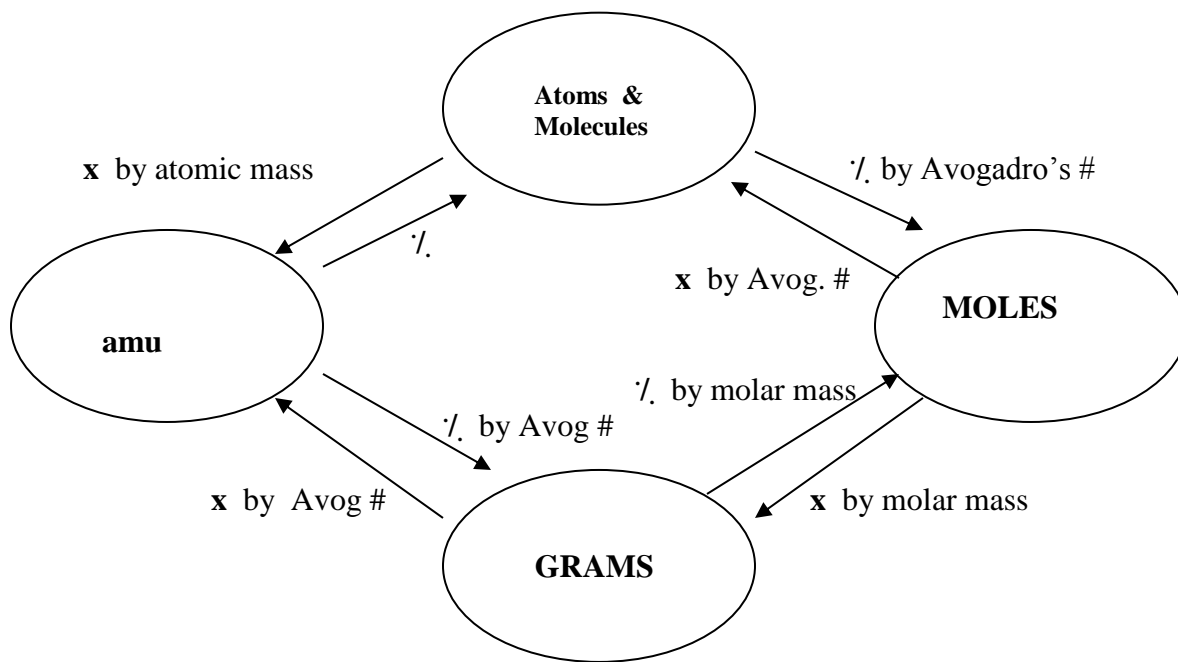 Atoms &
Molecules
x by atomic mass
⁒ by Avogadro’s #
⁒
x by Avog. #
MOLES
amu
⁒ by molar mass
⁒ by Avog #
x by Avog #
x by molar mass
GRAMS